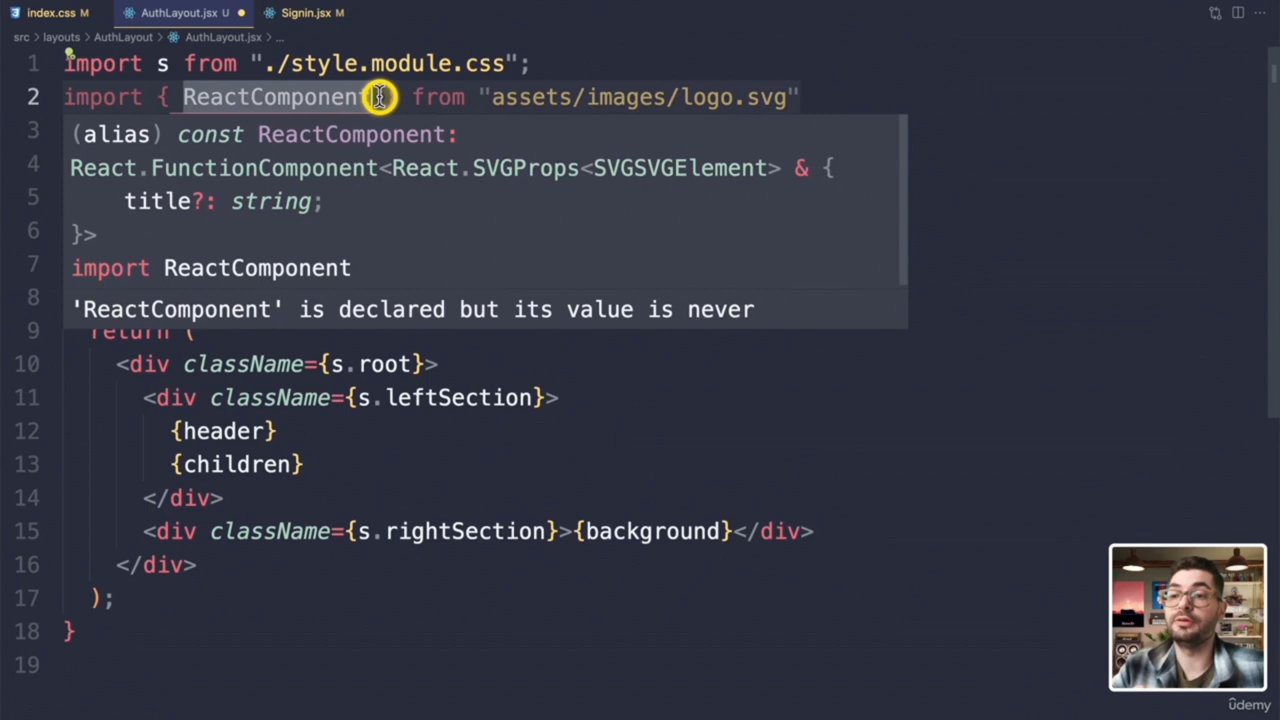 index.css M
AuthLayout.jsx U
Signin.jsx M
src > layouts > AuthLayout > AuthLayout.jsx > ...
1 import s from "./style.module.css";
2 import { ReactComponent } from "assets/images/logo.svg"
3 (alias) const ReactComponent:
4 React.FunctionComponent<React.SVGProps<SVGSVGElement> & {
5 title?: string;
6 }>
7 import ReactComponent
8 'ReactComponent' is declared but its value is never
9 return (
10 <div className={s.root}>
11 <div className={s.leftSection}>
12 {header}
13 {children}
14 </div>
15 <div className={s.rightSection}>{background}</div>
16 </div>
17 );
18 }
19
ûdemy